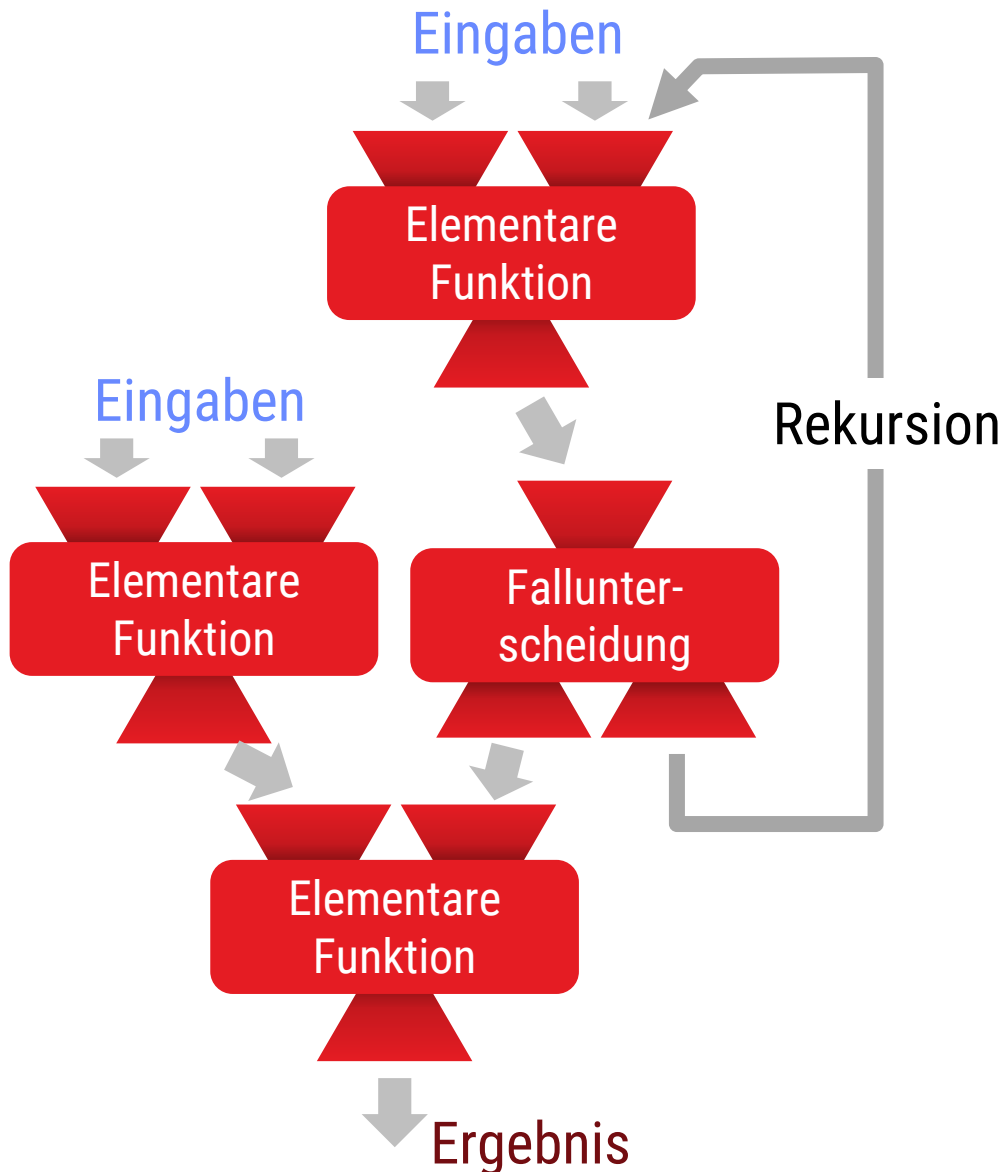 Eingaben
Elementare
Funktion
Eingaben
Rekursion
Elementare
Funktion
Fallunter-
scheidung
Elementare
Funktion
Ergebnis